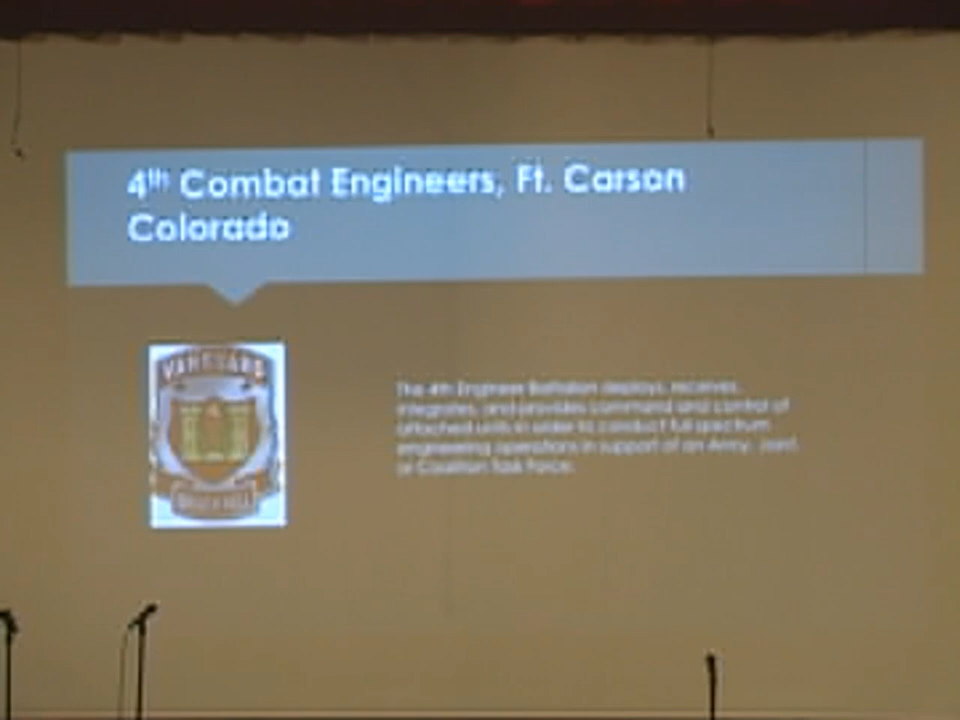 4th Combat Engineers, Ft. Carson
Colorado
VANGUARD
The 4th Engineer Battalion deploys, receives,
integrates, and provides command and control of
attached units in order to conduct full spectrum
engineering operations in support of an Army, Joint,
or Coalition Task Force.